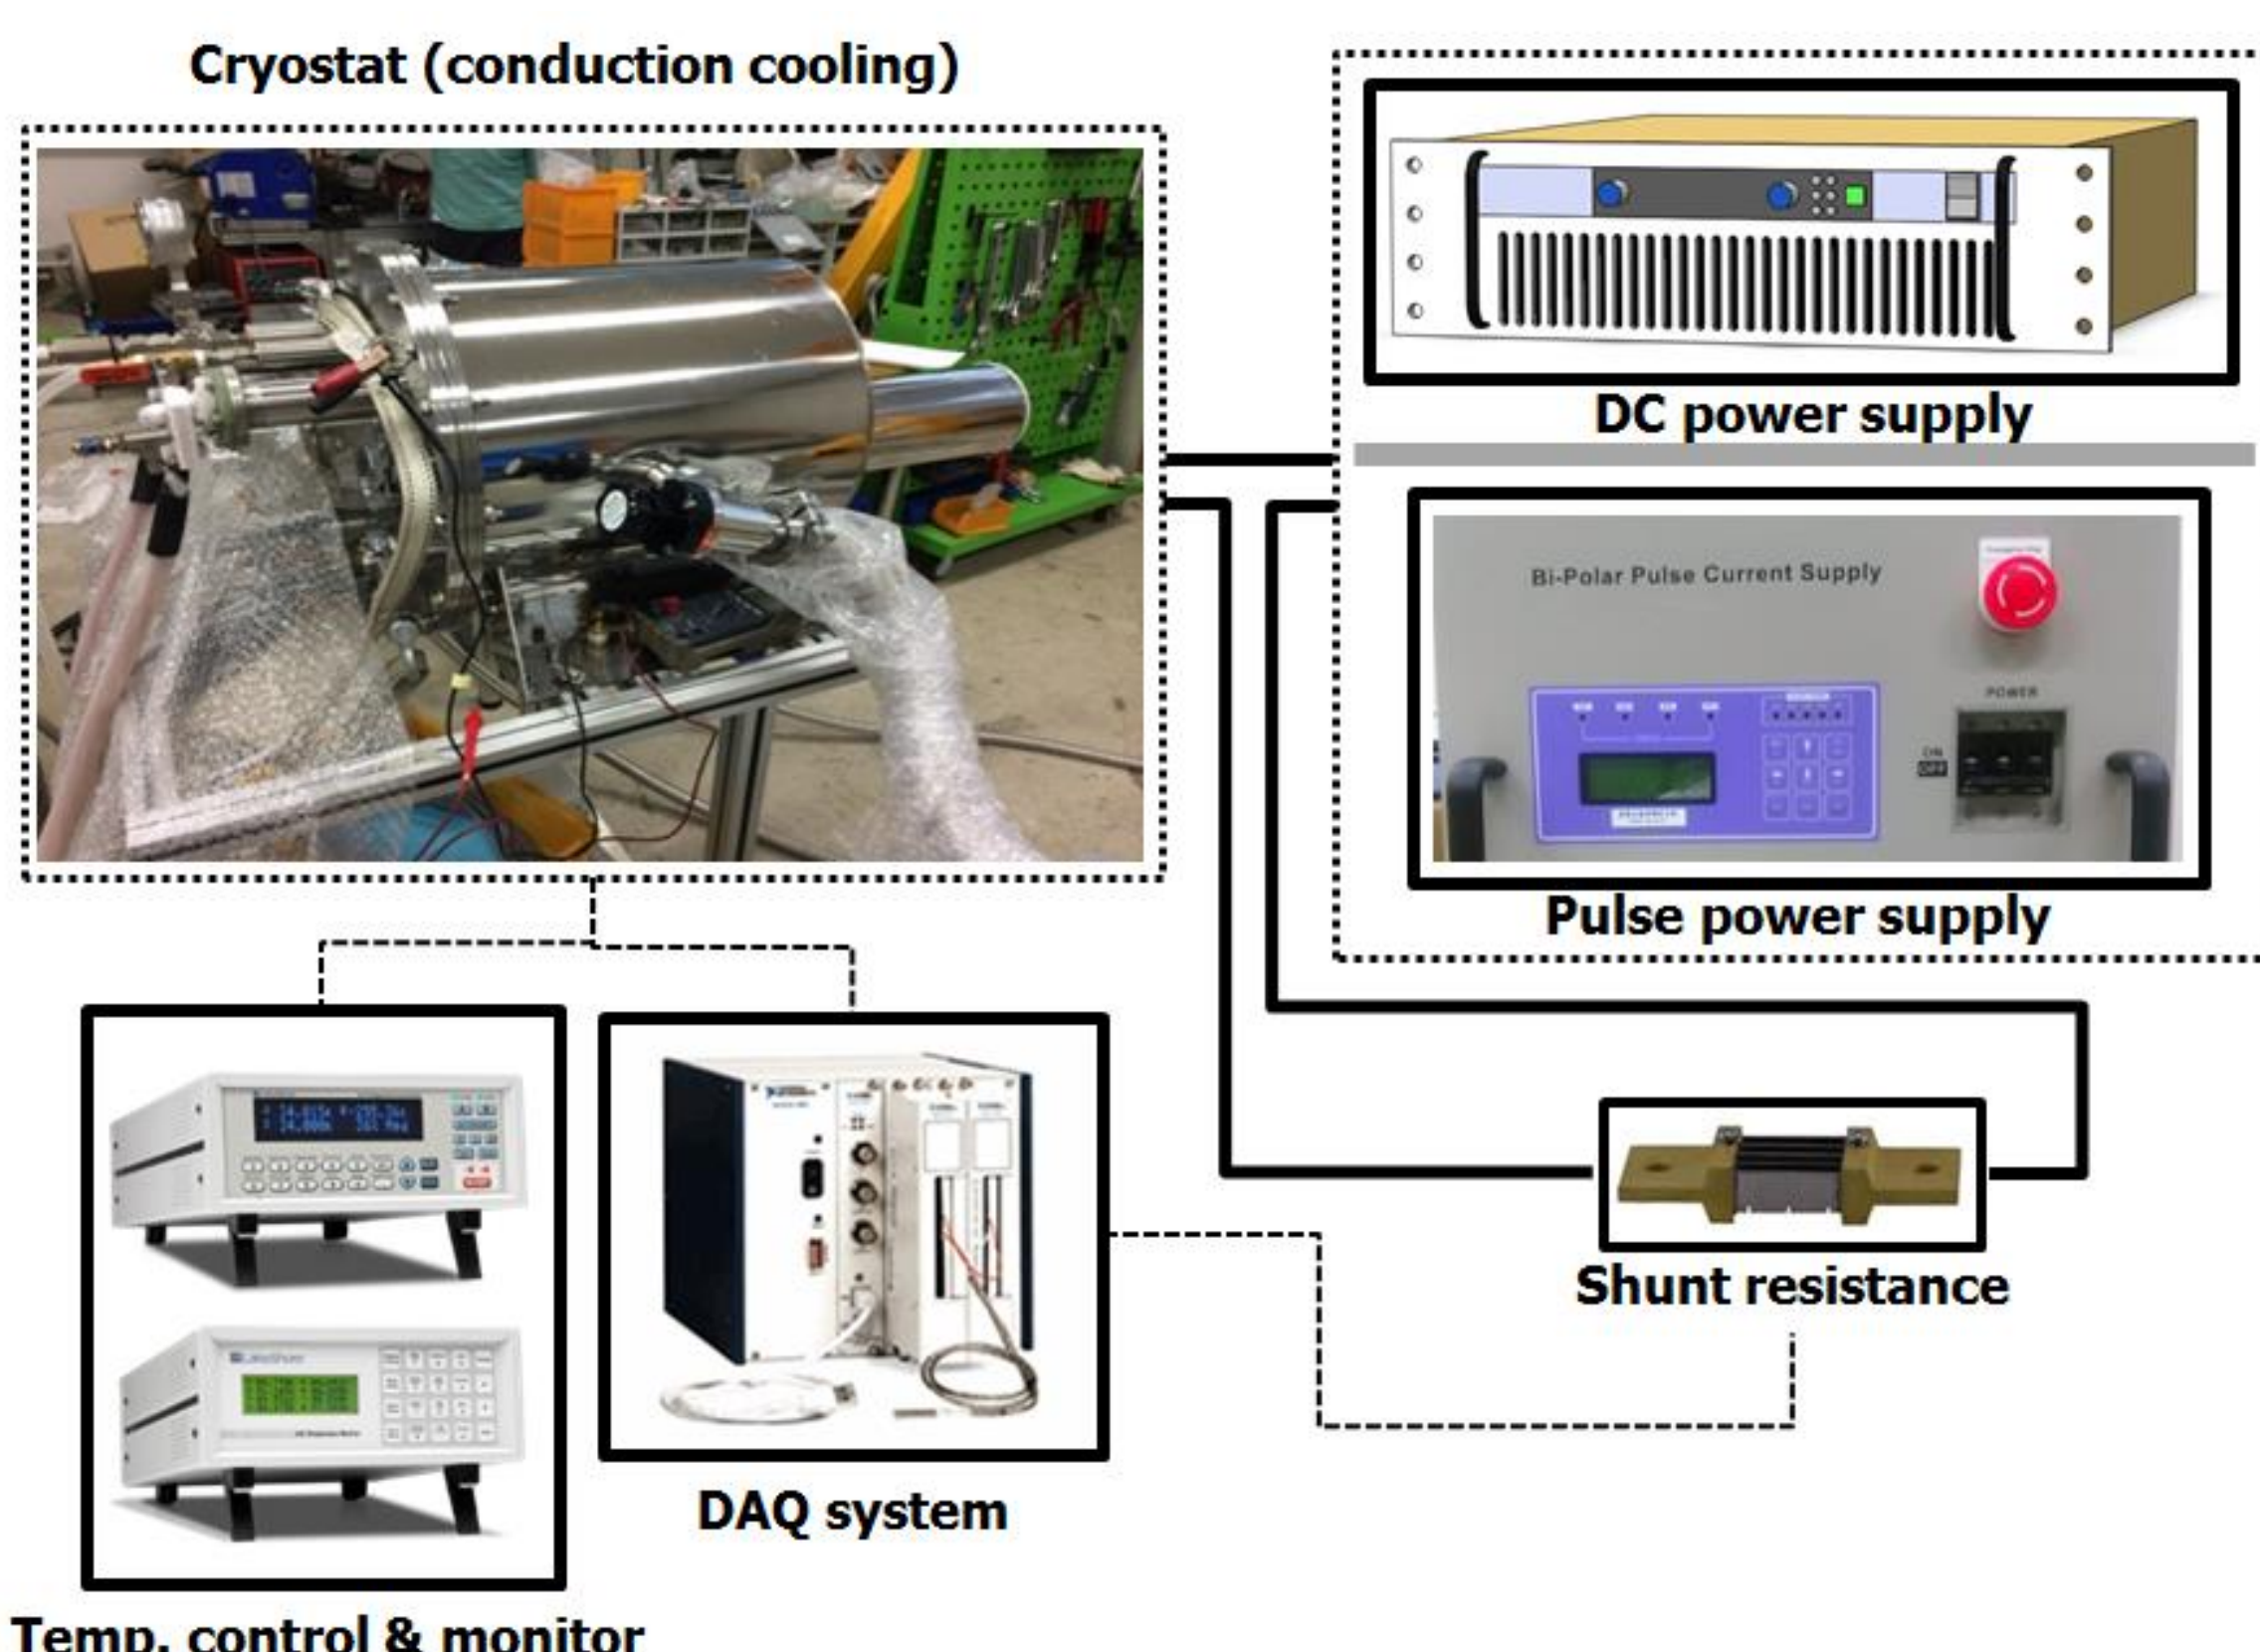 Cryostat (conduction cooling)
DC power supply
Bi-Polar Pulse Current Supply
POWER
ON
OFF
Pulse power supply
Shunt resistance
LakeShore
DAQ system
Temp. control & monitor